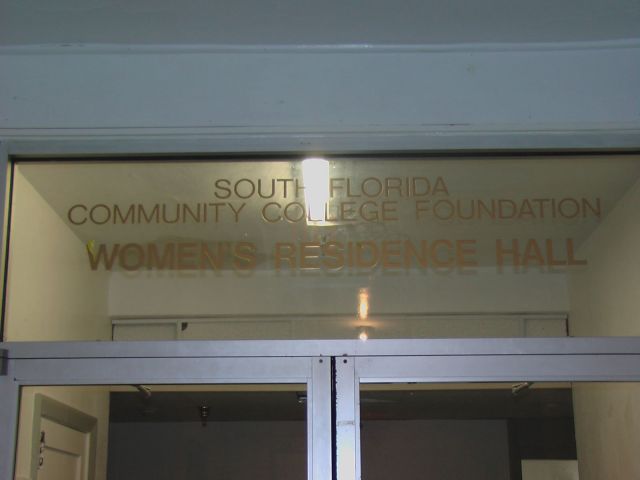 SOUTH FLORIDA
COMMUNITY COLLEGE FOUNDATION
WOMEN'S RESIDENCE HALL